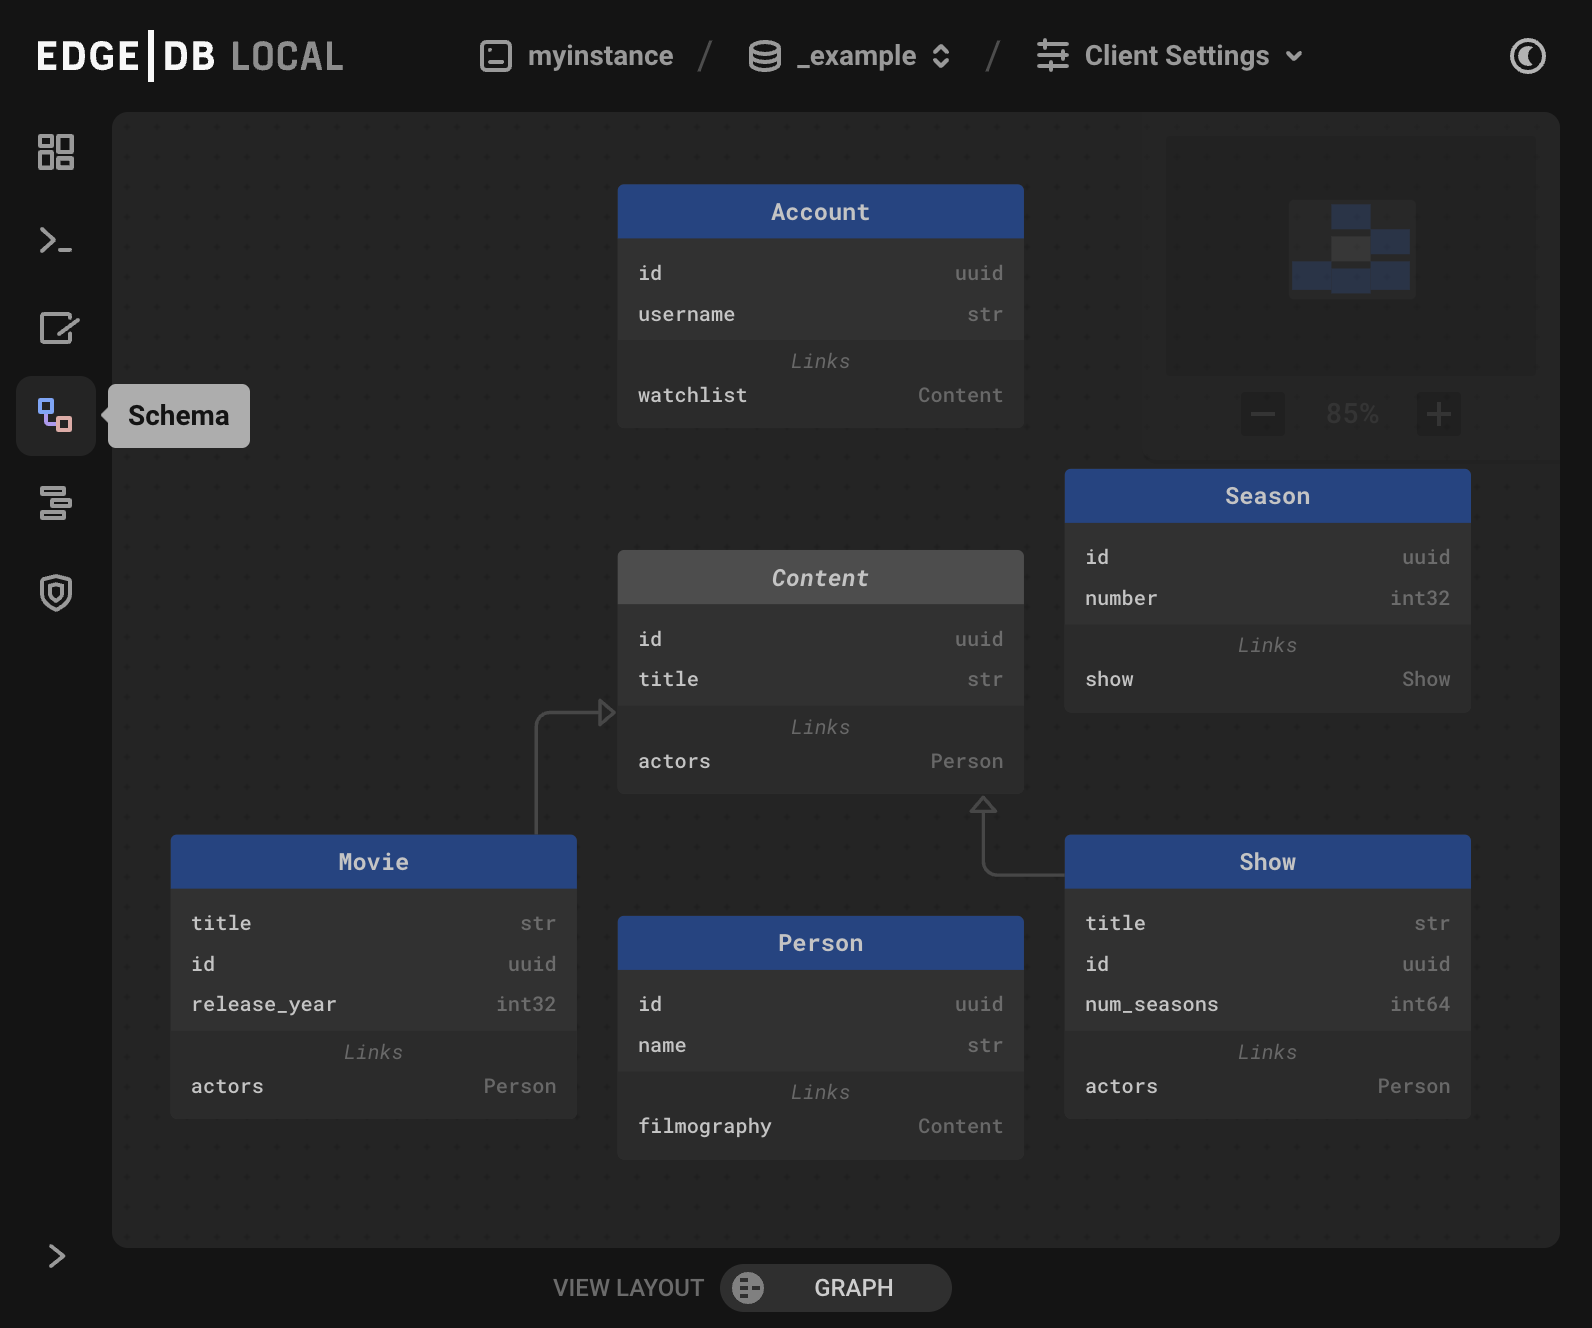 EDGE|DB LOCAL
myinstance / _example / Client Settings
Schema
Account
id uuid
username str
Links
watchlist Content
85%
Season
id uuid
number int32
Links
show Show
Content
id uuid
title str
Links
actors Person
Movie
title str
id uuid
release_year int32
Links
actors Person
Person
id uuid
name str
Links
filmography Content
Show
title str
id uuid
num_seasons int64
Links
actors Person
VIEW LAYOUT GRAPH